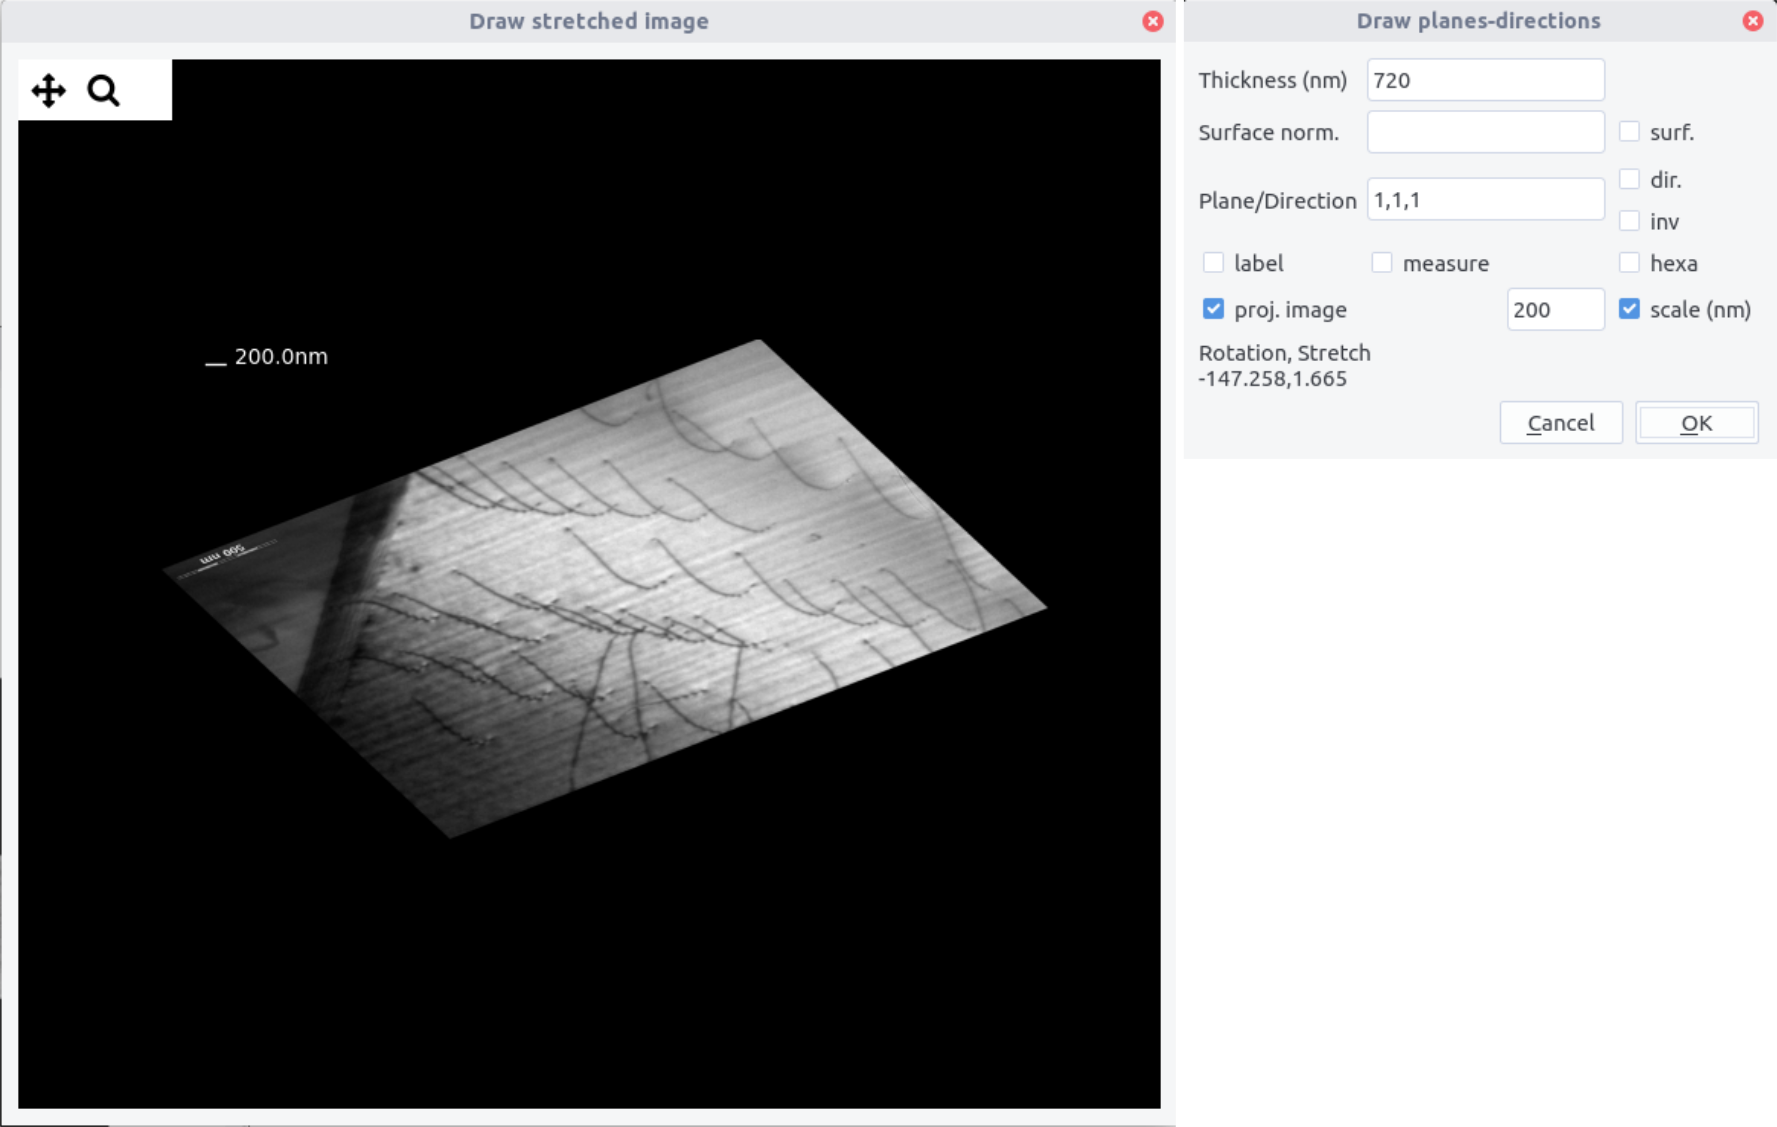 Draw stretched image
200.0nm
500 nm
Draw planes-directions
Thickness (nm) 720
Surface norm. surf.
dir.
Plane/Direction 1,1,1
inv
label measure hexa
proj. image 200 scale (nm)
Rotation, Stretch
-147.258,1.665
Cancel OK